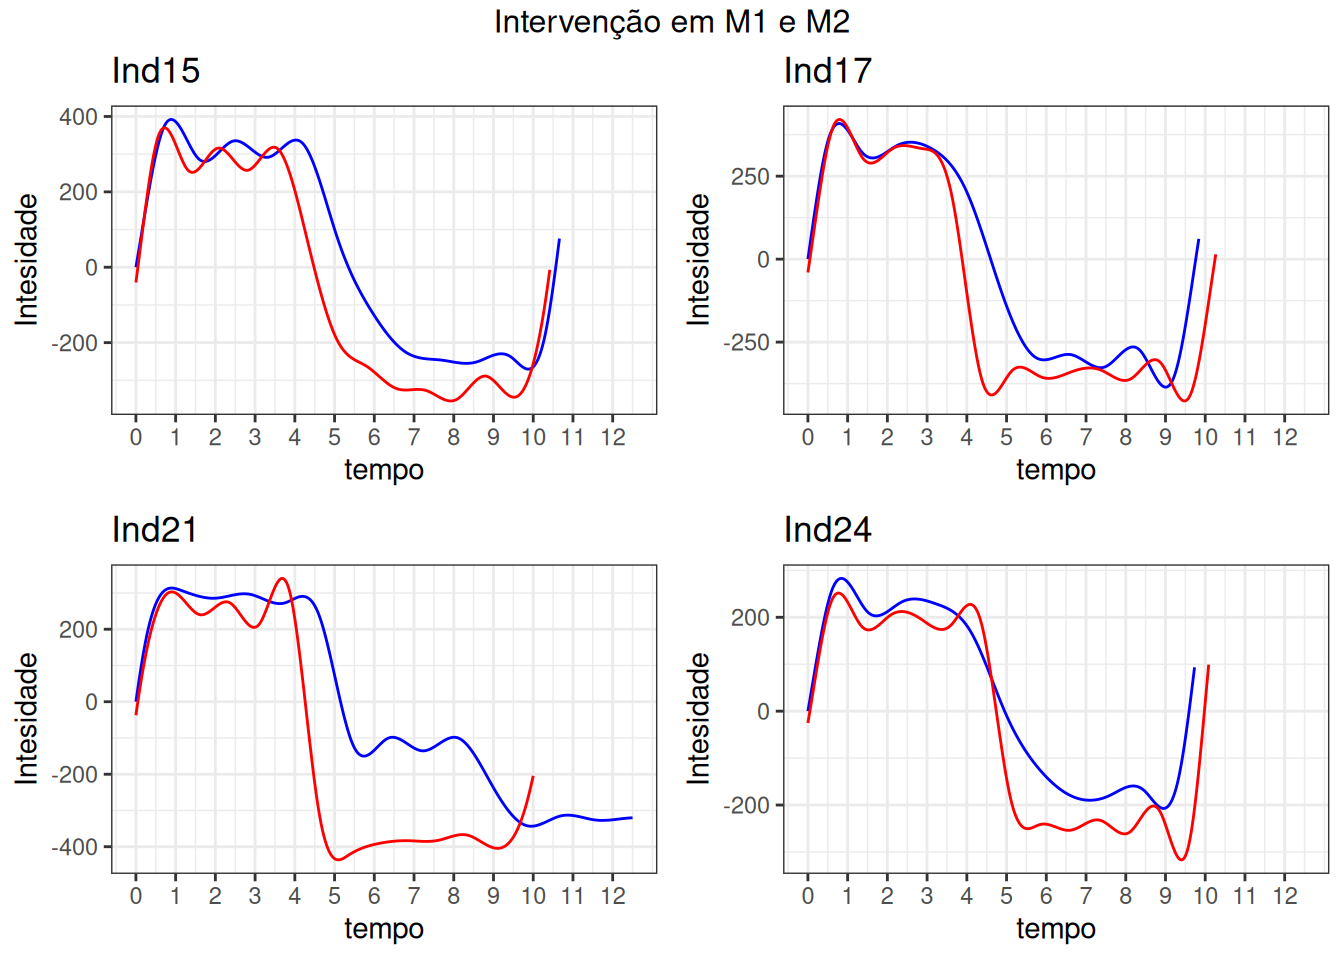 Intervenção em M1 e M2
Ind15
400
200
0
-200
Intesidade
0 1 2 3 4 5 6 7 8 9 10 11 12
tempo
Ind17
250
0
-250
Intesidade
0 1 2 3 4 5 6 7 8 9 10 11 12
tempo
Ind21
200
0
-200
-400
Intesidade
0 1 2 3 4 5 6 7 8 9 10 11 12
tempo
Ind24
200
0
-200
Intesidade
0 1 2 3 4 5 6 7 8 9 10 11 12
tempo